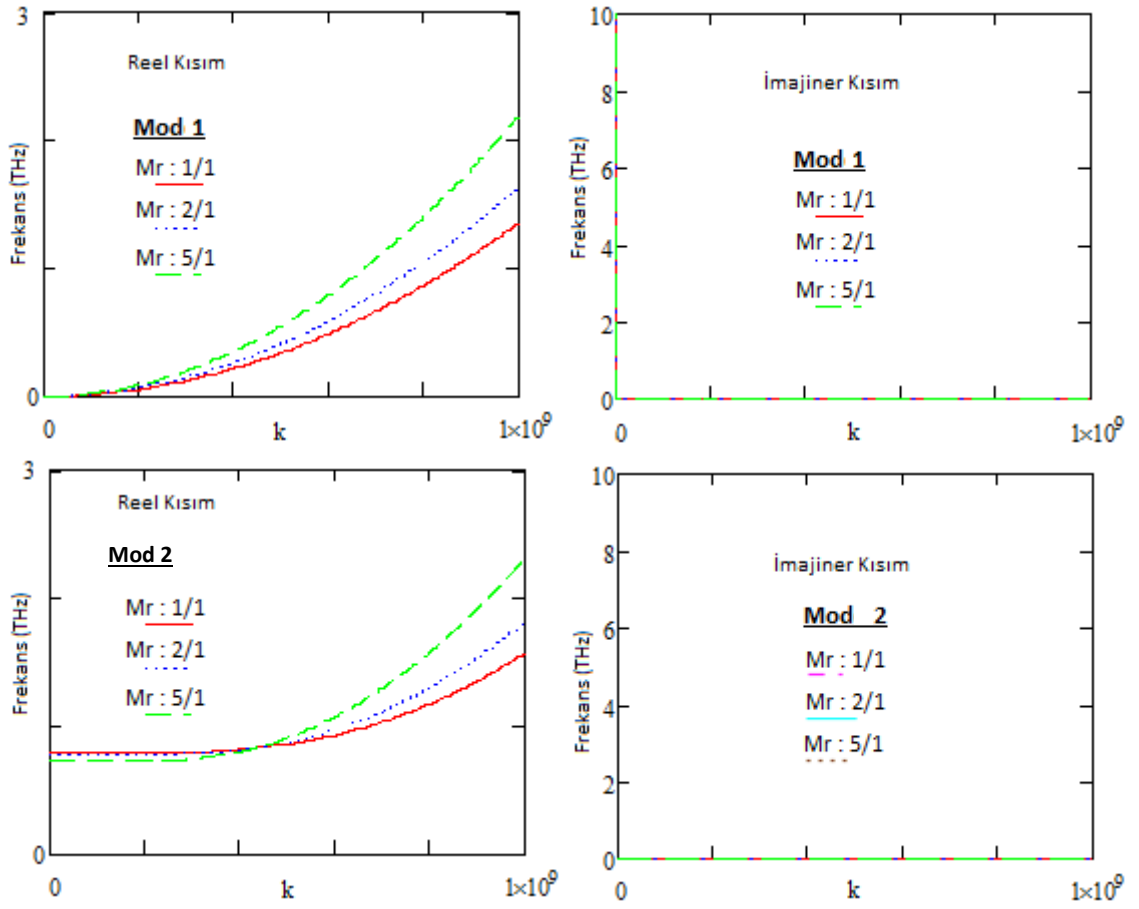 3
Frekans (THz)
Reel Kısım
Mod 1
Mr : 1/1
Mr : 2/1
Mr : 5/1
0
0
k
1×10⁹
10
8
6
4
2
0
Frekans (THz)
İmajiner Kısım
Mod 1
Mr : 1/1
Mr : 2/1
Mr : 5/1
0
k
1×10⁹
3
Frekans (THz)
Reel Kısım
Mod 2
Mr : 1/1
Mr : 2/1
Mr : 5/1
0
0
k
1×10⁹
10
8
6
4
2
0
Frekans (THz)
İmajiner Kısım
Mod 2
Mr : 1/1
Mr : 2/1
Mr : 5/1
0
k
1×10⁹